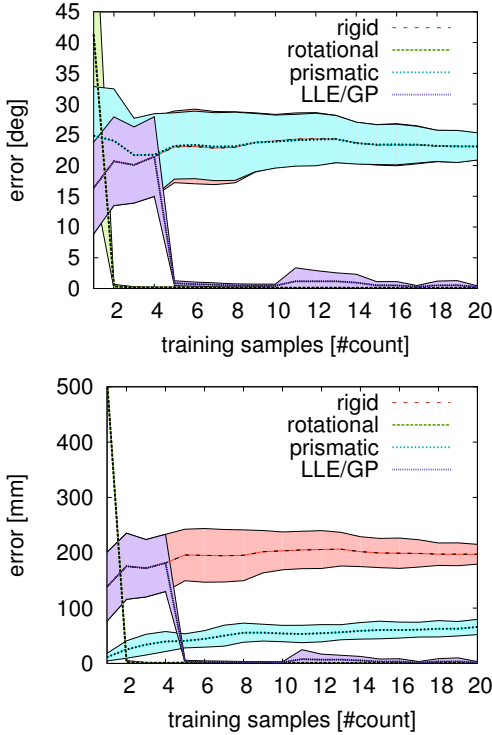 45
40
35
30
25
20
15
10
5
0
error [deg]
rigid
rotational
prismatic
LLE/GP
2 4 6 8 10 12 14 16 18 20
training samples [#count]
500
400
300
200
100
0
error [mm]
rigid
rotational
prismatic
LLE/GP
2 4 6 8 10 12 14 16 18 20
training samples [#count]